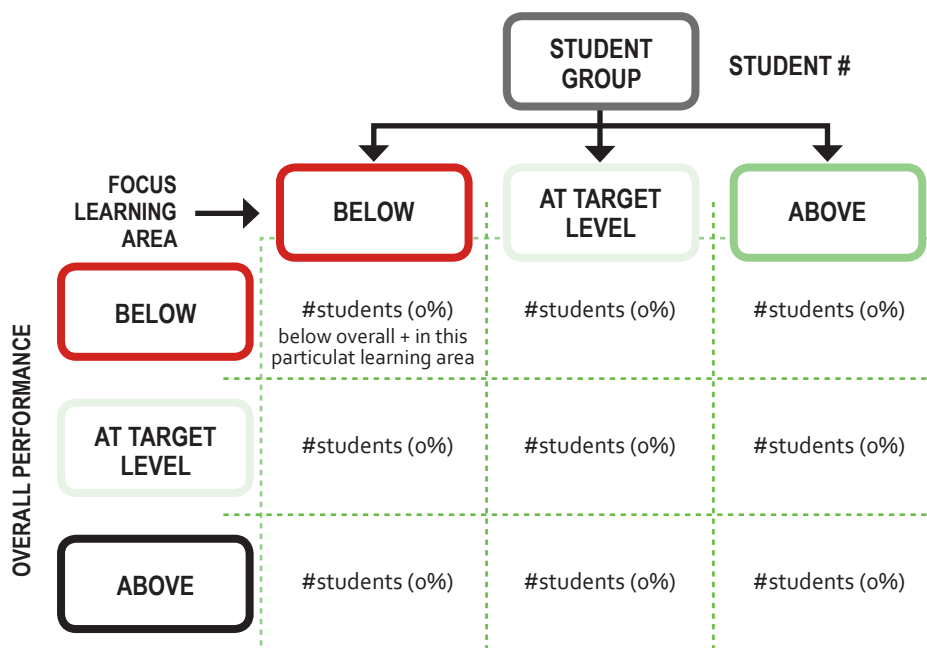 STUDENT
GROUP
STUDENT #
FOCUS
LEARNING
AREA
BELOW
AT TARGET
LEVEL
ABOVE
OVERALL PERFORMANCE
BELOW
#students (0%)
below overall + in this
particulat learning area
#students (0%)
#students (0%)
AT TARGET
LEVEL
#students (0%)
#students (0%)
#students (0%)
ABOVE
#students (0%)
#students (0%)
#students (0%)